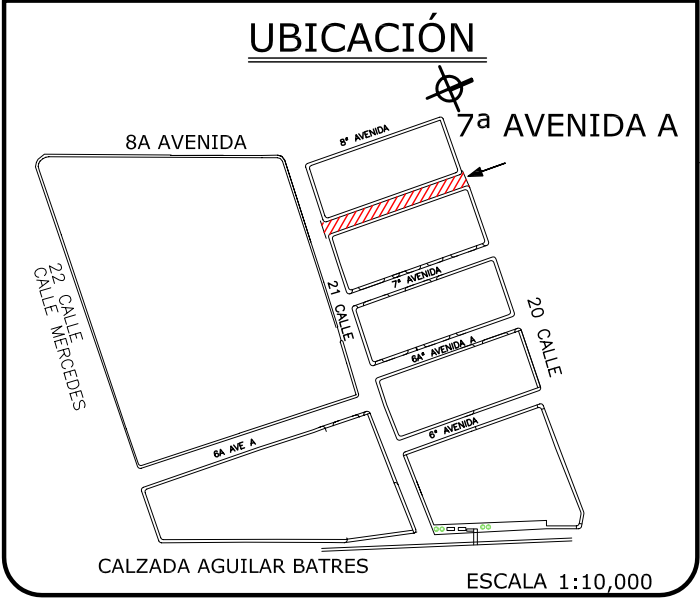 UBICACIÓN
7ª AVENIDA A
8A AVENIDA
8ª AVENIDA
22 CALLE
CALLE MERCEDES
21 CALLE
7ª AVENIDA
20 CALLE
6Aª AVENIDA A
6ª AVENIDA
6A AVE A
CALZADA AGUILAR BATRES
ESCALA 1:10,000